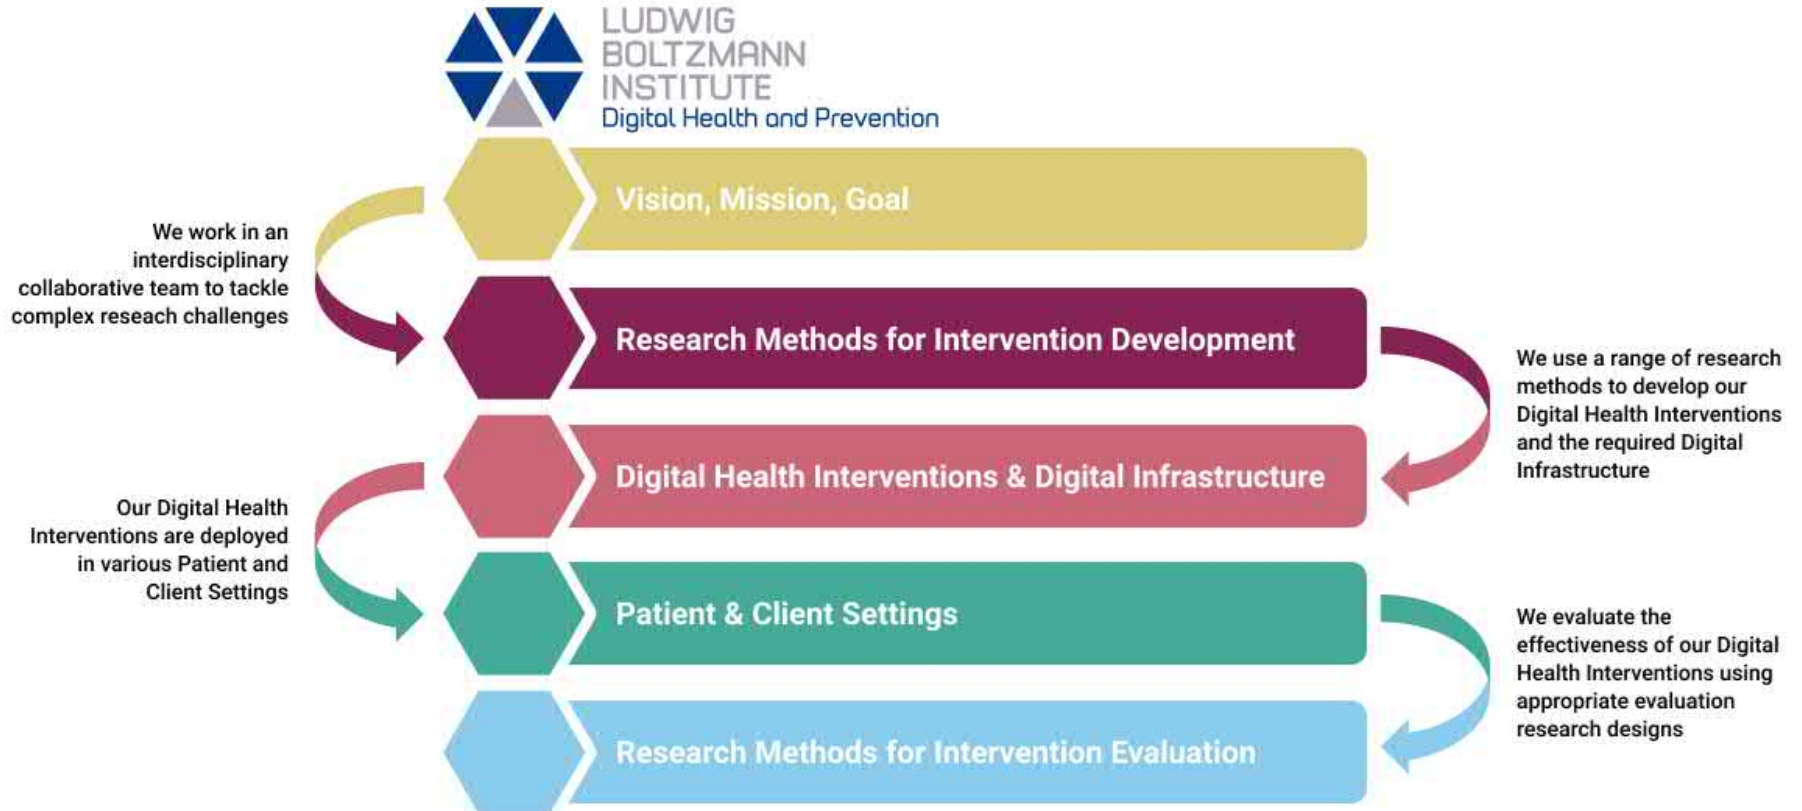 LUDWIG
BOLTZMANN
INSTITUTE
Digital Health and Prevention
Vision, Mission, Goal
We work in an
interdisciplinary
collaborative team to tackle
complex reseach challenges
Research Methods for Intervention Development
We use a range of research
methods to develop our
Digital Health Interventions
and the required Digital
Infrastructure
Digital Health Interventions & Digital Infrastructure
Our Digital Health
Interventions are deployed
in various Patient and
Client Settings
Patient & Client Settings
We evaluate the
effectiveness of our Digital
Health Interventions using
appropriate evaluation
research designs
Research Methods for Intervention Evaluation